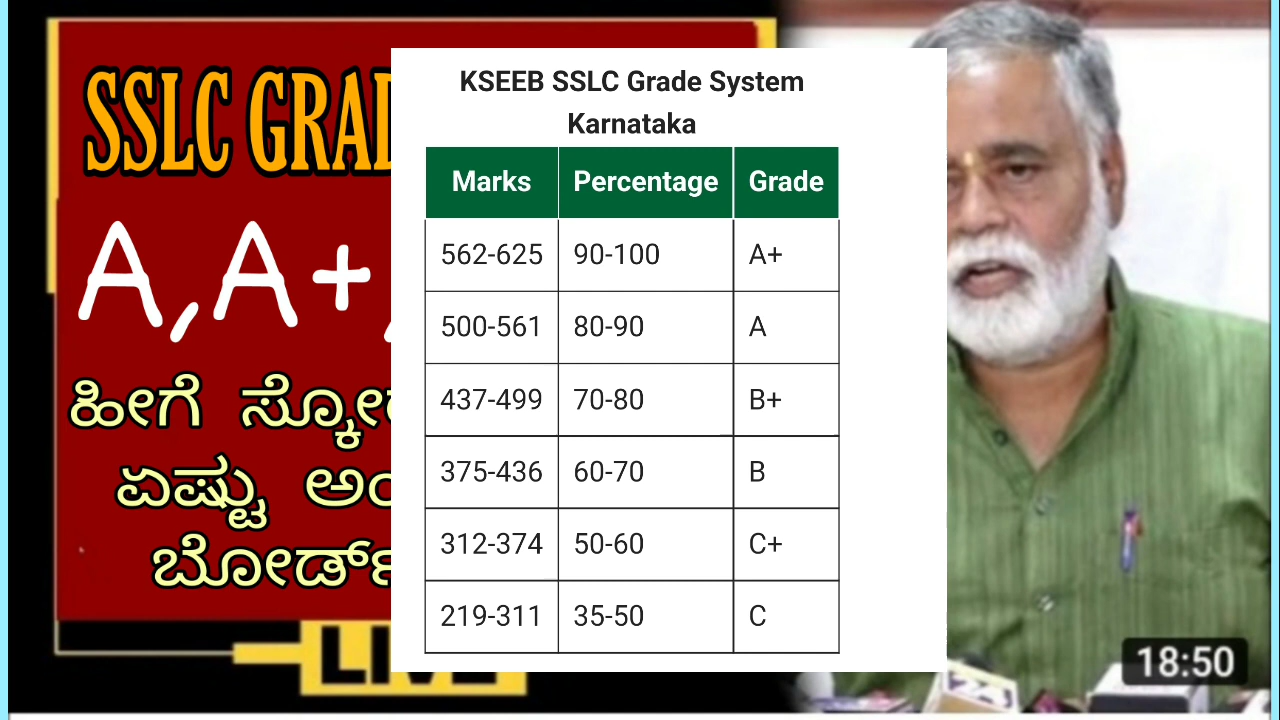 SSLC
A, A+,
ಹೀಗೆ
ಏಷ್ಟು
KSEEB SSLC Grade System
Karnataka
Marks Percentage Grade
562-625 90-100 A+
500-561 80-90 A
437-499 70-80 B+
375-436 60-70 B
312-374 50-60 C+
219-311 35-50 C
18:50